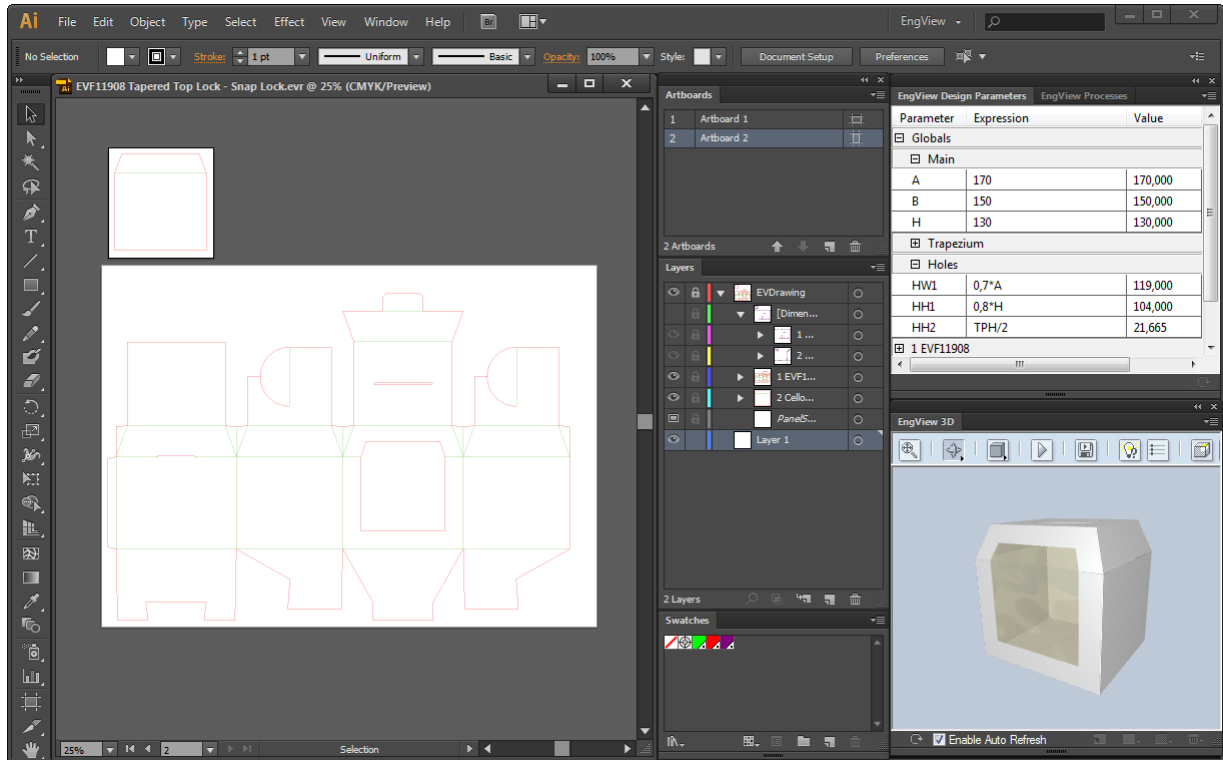 Ai File Edit Object Type Select Effect View Window Help Br EngView
No Selection Stroke: 1 pt Uniform Basic Opacity: 100% Style: Document Setup Preferences
EVF11908 Tapered Top Lock - Snap Lock.evr @ 25% (CMYK/Preview)
25% 2 Selection
Artboards
1 Artboard 1
2 Artboard 2
2 Artboards
Layers
EVDrawing
[Dimen...
1 ...
2 ...
1 EVF1...
2 Cello...
PanelS...
Layer 1
2 Layers
Swatches
EngView Design Parameters EngView Processes
Parameter Expression Value
Globals
Main
A 170 170,000
B 150 150,000
H 130 130,000
Trapezium
Holes
HW1 0,7*A 119,000
HH1 0,8*H 104,000
HH2 TPH/2 21,665
1 EVF11908
EngView 3D
Enable Auto Refresh